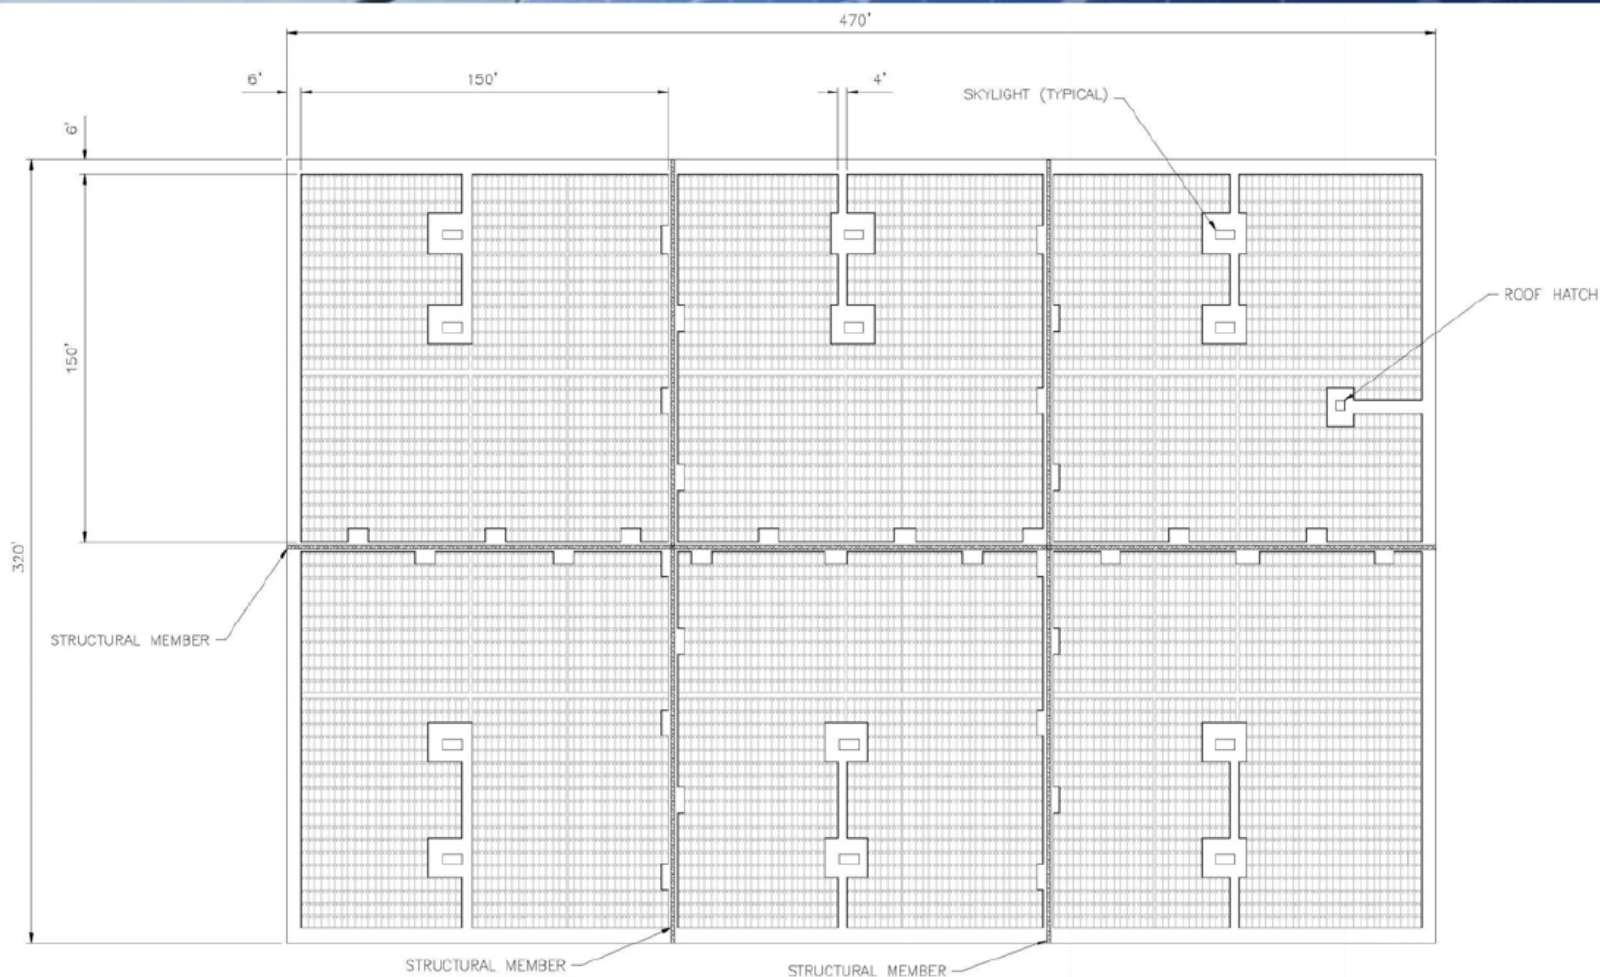 470'
6'
150'
4'
SKYLIGHT (TYPICAL)
6'
ROOF HATCH
150'
320'
STRUCTURAL MEMBER
STRUCTURAL MEMBER
STRUCTURAL MEMBER